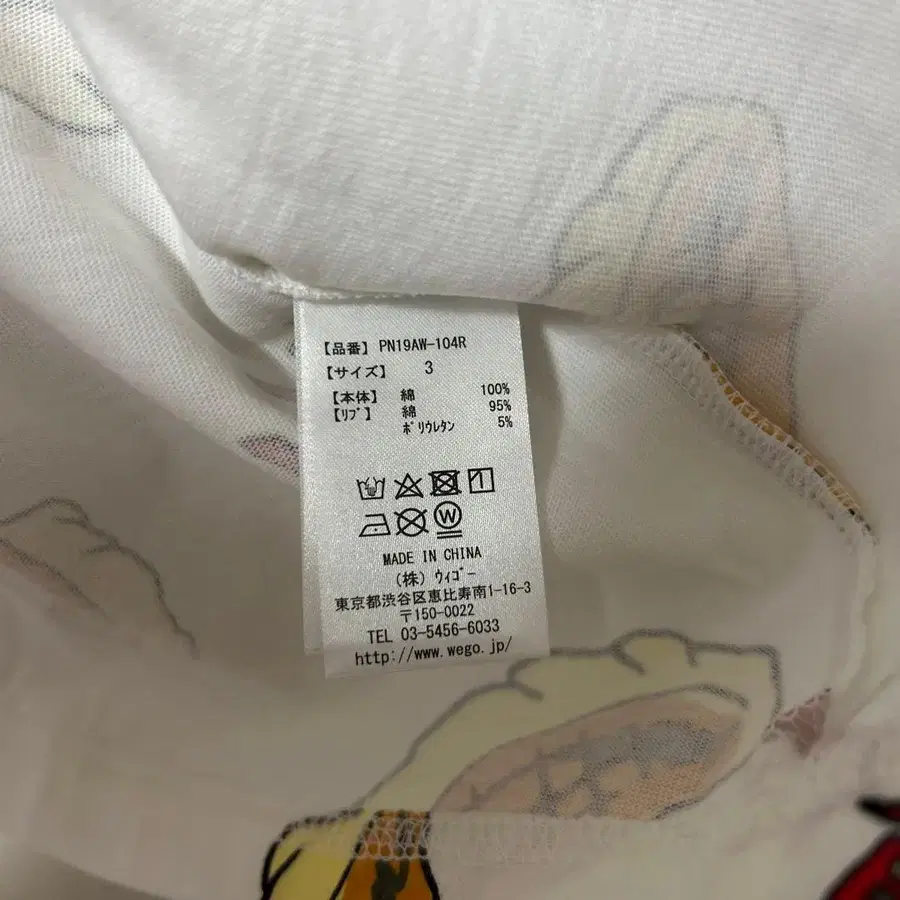 【品番】 PN19AW-104R
【サイズ】 3
【本体】 綿 100%
【リブ】 綿 95%
ポリウレタン 5%
W
MADE IN CHINA
(株) ウィゴー
東京都渋谷区恵比寿南1-16-3
〒150-0022
TEL 03-5456-6033
http://www.wego.jp/